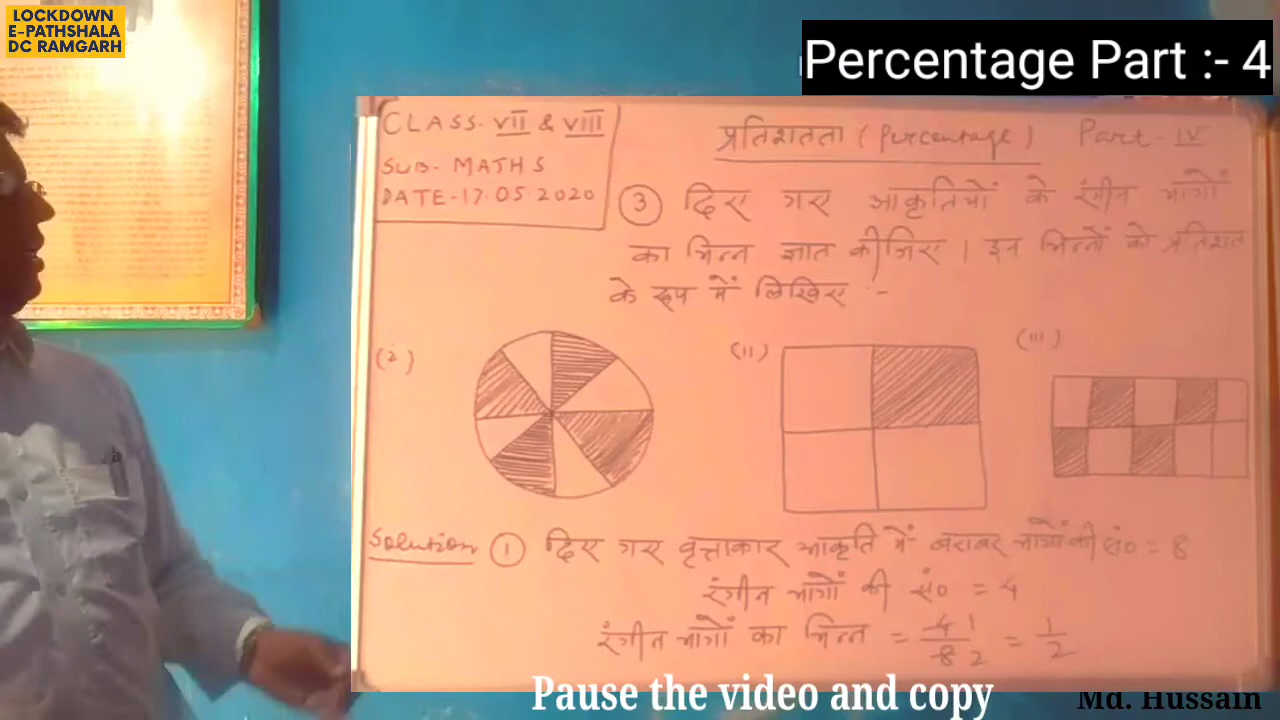 LOCKDOWN
E-PATHSHALA
DC RAMGARH
Percentage Part :- 4
CLASS- VII & VIII
SUB- MATHS
DATE-17.05.2020
प्रतिशतता (Percentage) Part-IV
③ दिए गए आकृतियों के रंगीन भागों
का भिन्न ज्ञात कीजिए। इन भिन्नों को प्रतिशत
के रूप में लिखिए :-
(i) (ii) (iii)
Solution ① दिए गए वृत्ताकार आकृति में बराबर भागों की सं० = 8
रंगीन भागों की सं० = 4
रंगीन भागों का भिन्न = 4 1 / 8 2 = 1/2
Pause the video and copy
Md. Hussain